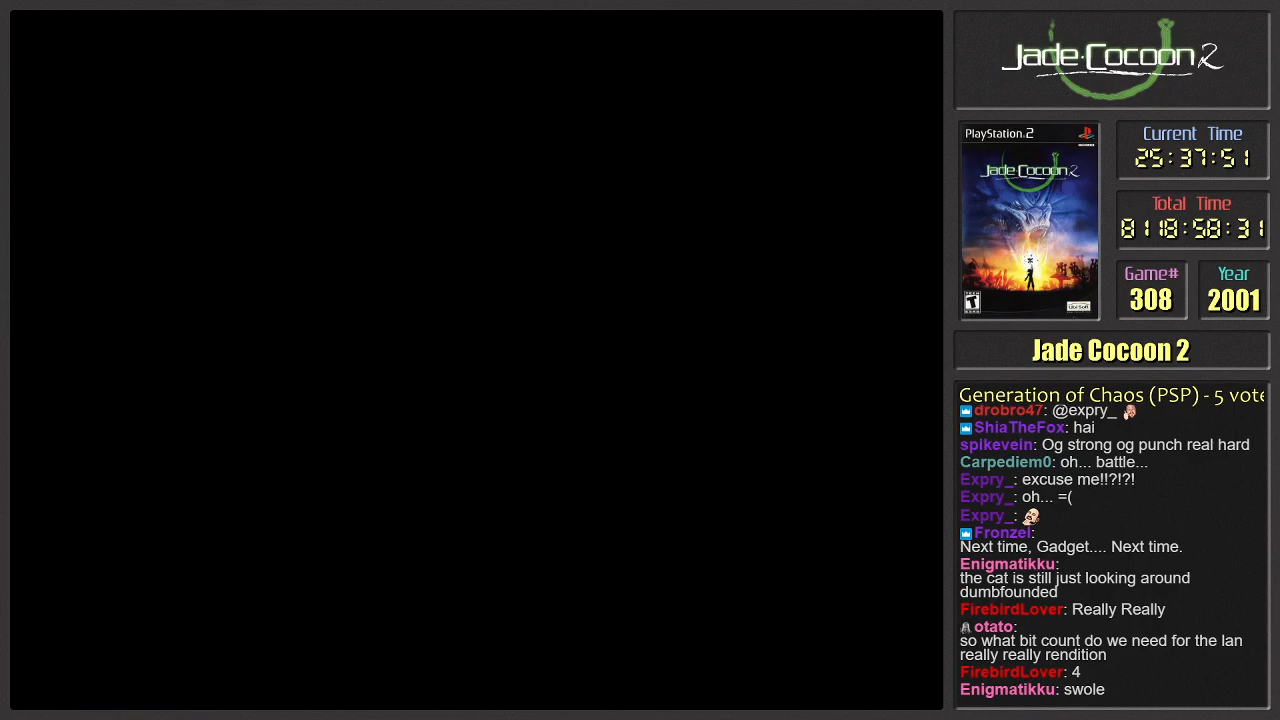 Jade Cocoon 2
PlayStation 2
Jade Cocoon 2
TEEN
Ubi Soft
Current Time
25:37:51
Total Time
8118:58:31
Game#
308
Year
2001
Jade Cocoon 2
Generation of Chaos (PSP) - 5 vote
drobro47: @expry_
ShiaTheFox: hai
spikevein: Og strong og punch real hard
Carpediem0: oh... battle...
Expry_: excuse me!!?!?!
Expry_: oh... =(
Expry_:
Fronzel:
Next time, Gadget.... Next time.
Enigmatikku:
the cat is still just looking around
dumbfounded
FirebirdLover: Really Really
otato:
so what bit count do we need for the lan
really really rendition
FirebirdLover: 4
Enigmatikku: swole